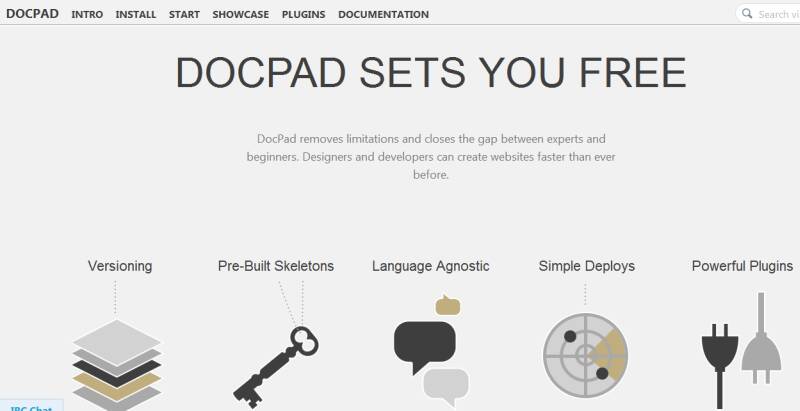 DOCPAD INTRO INSTALL START SHOWCASE PLUGINS DOCUMENTATION Search vi
DOCPAD SETS YOU FREE
DocPad removes limitations and closes the gap between experts and
beginners. Designers and developers can create websites faster than ever
before.
Versioning Pre-Built Skeletons Language Agnostic Simple Deploys Powerful Plugins
IRC Chat